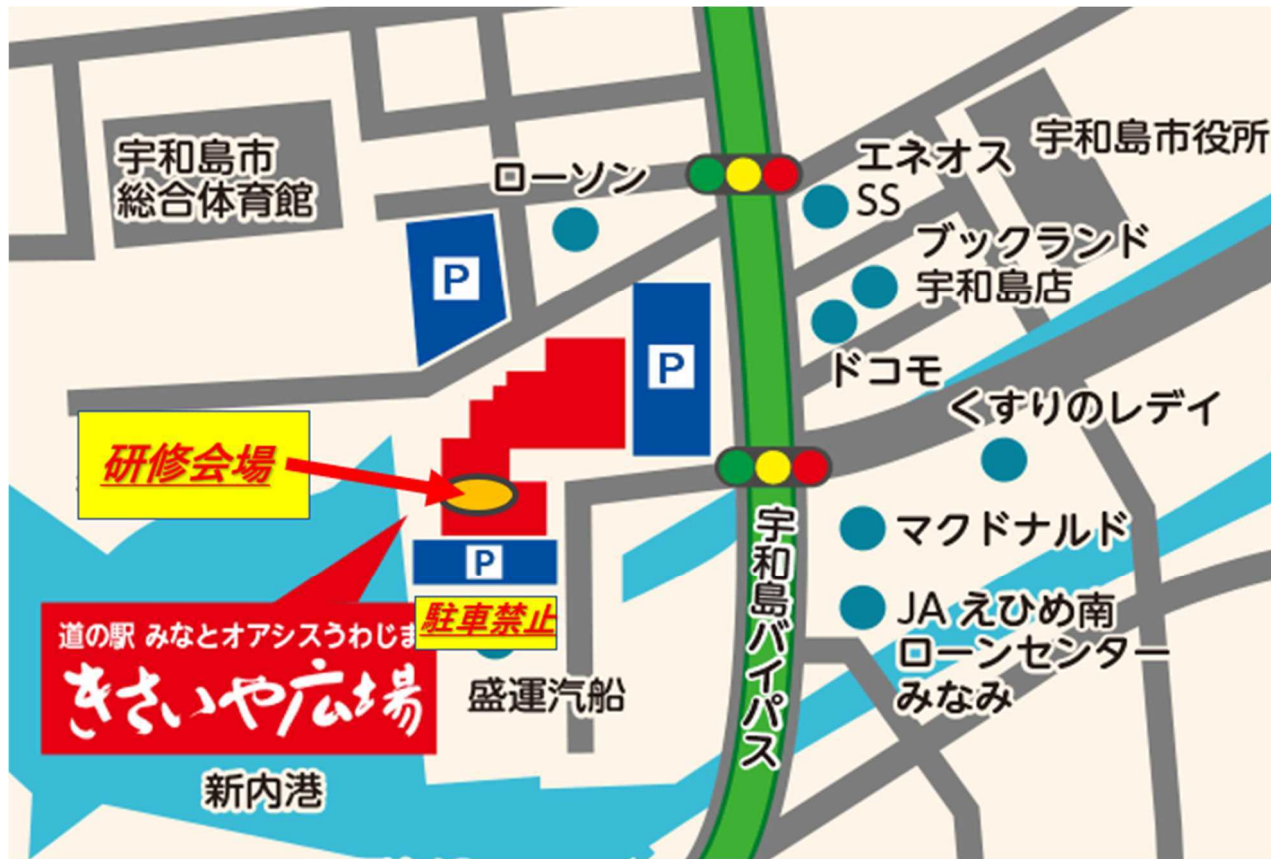 宇和島市
総合体育館
ローソン
エネオス
SS
宇和島市役所
ブックランド
宇和島店
ドコモ
くすりのレデイ
P
P
研修会場
P
駐車禁止
マクドナルド
JA えひめ南
ローンセンター
みなみ
宇和島バイパス
道の駅 みなとオアシスうわじま
きさいや広場
盛運汽船
新内港